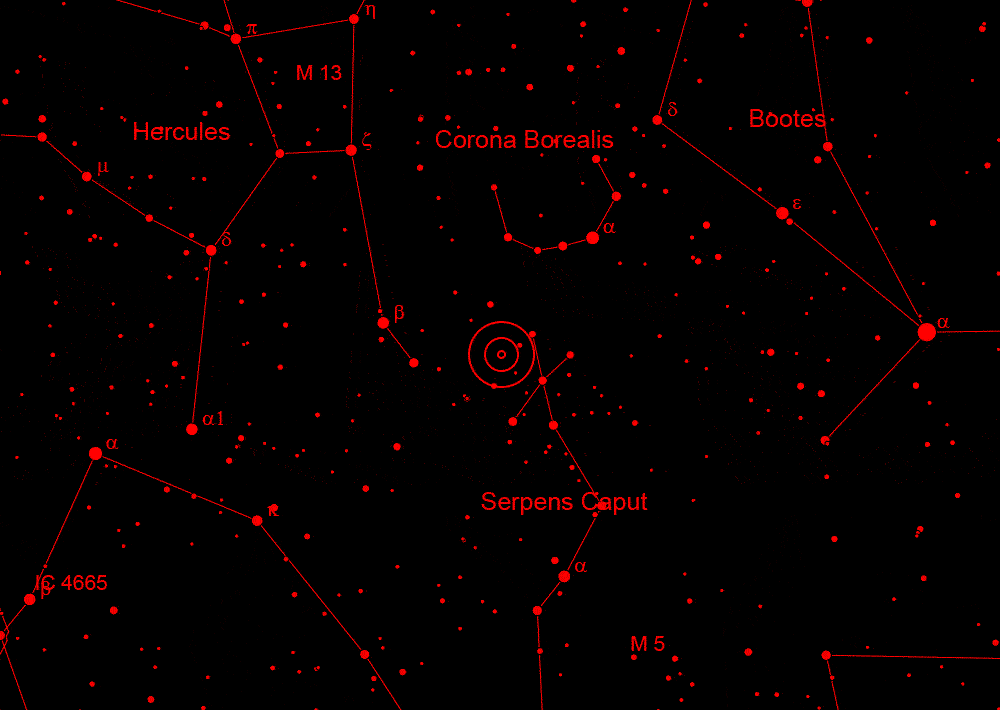 η
π
M 13
δ
Bootes
Hercules
Corona Borealis
ζ
μ
ε
α
δ
β
α
α1
α
Serpens Caput
κ
α
IC 4665
β
M 5